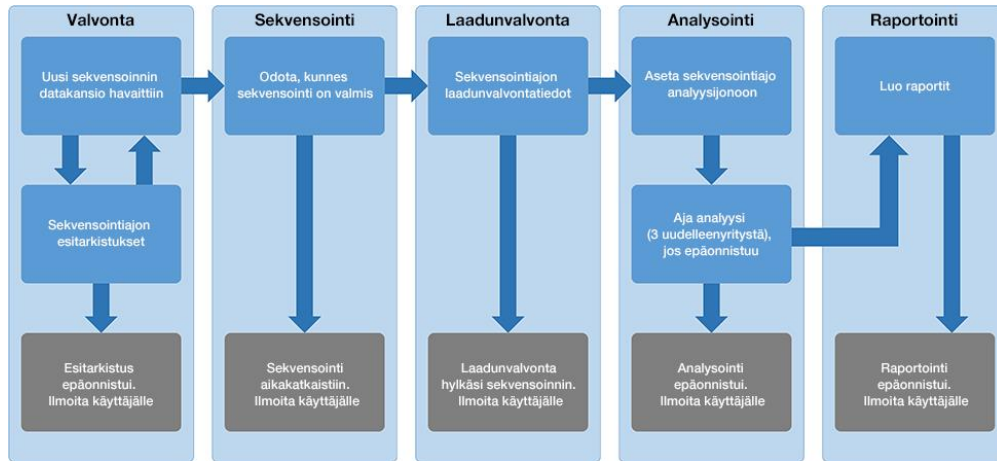 Valvonta
Uusi sekvensoinnin
datakansio havaittiin
Sekvensointiajon
esitarkistukset
Esitarkistus
epäonnistui.
Ilmoita käyttäjälle
Sekvensointi
Odota, kunnes
sekvensointi on valmis
Sekvensointi
aikakatkaistiin.
Ilmoita käyttäjälle
Laadunvalvonta
Sekvensointiajon
laadunvalvontatiedot
Laadunvalvonta
hylkäsi sekvensoinnin.
Ilmoita käyttäjälle
Analysointi
Aseta sekvensointiajo
analyysijonoon
Aja analyysi
(3 uudelleenyritystä),
jos epäonnistuu
Analysointi
epäonnistui.
Ilmoita käyttäjälle
Raportointi
Luo raportit
Raportointi
epäonnistui.
Ilmoita käyttäjälle